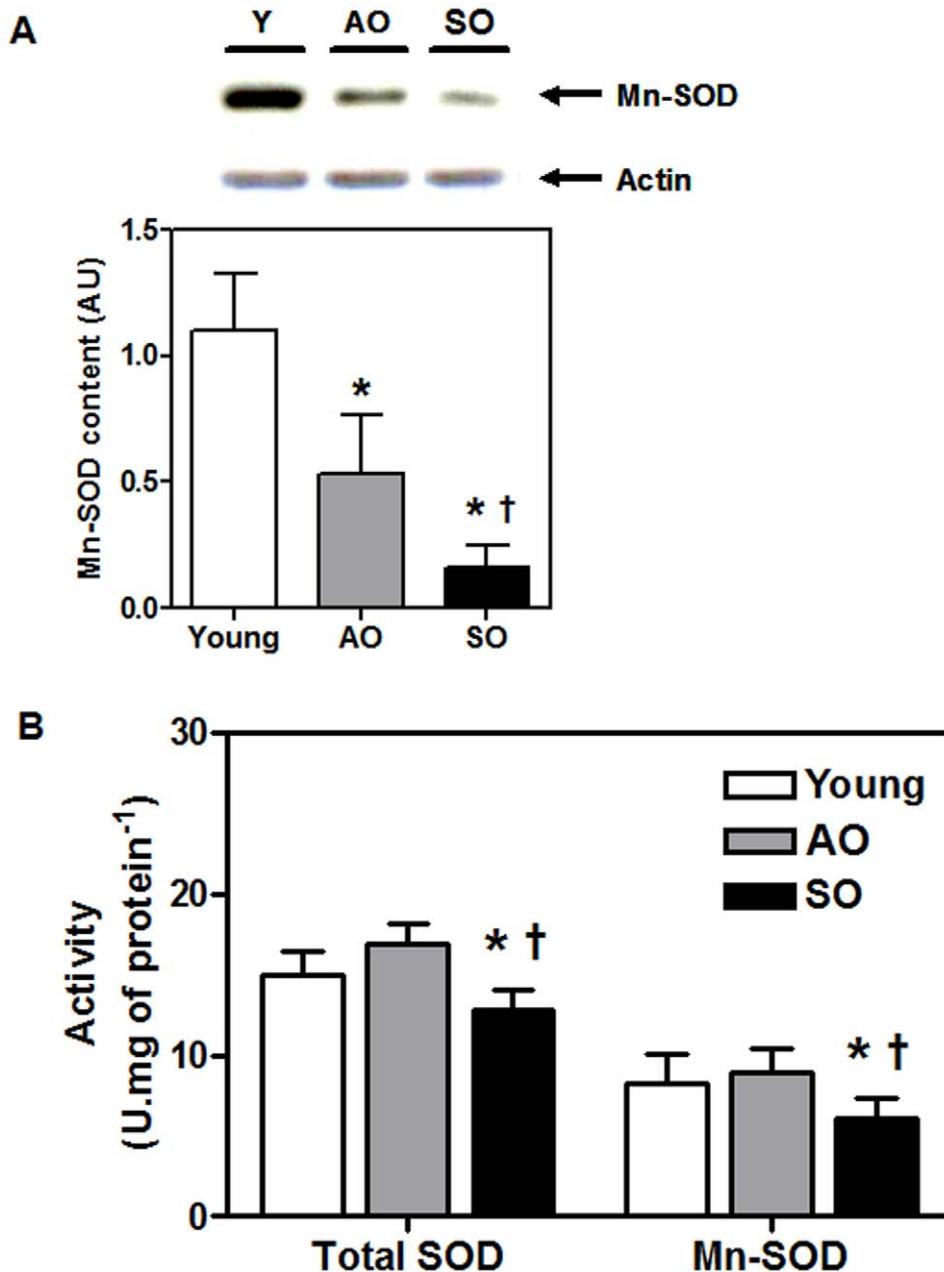 A
Y AO SO
Mn-SOD
Actin
Mn-SOD content (AU)
1.5
1.0
0.5
0.0
*
* †
Young AO SO
B
Activity
(U.mg of protein-1)
30
20
10
0
Young
AO
SO
* †
* †
Total SOD Mn-SOD